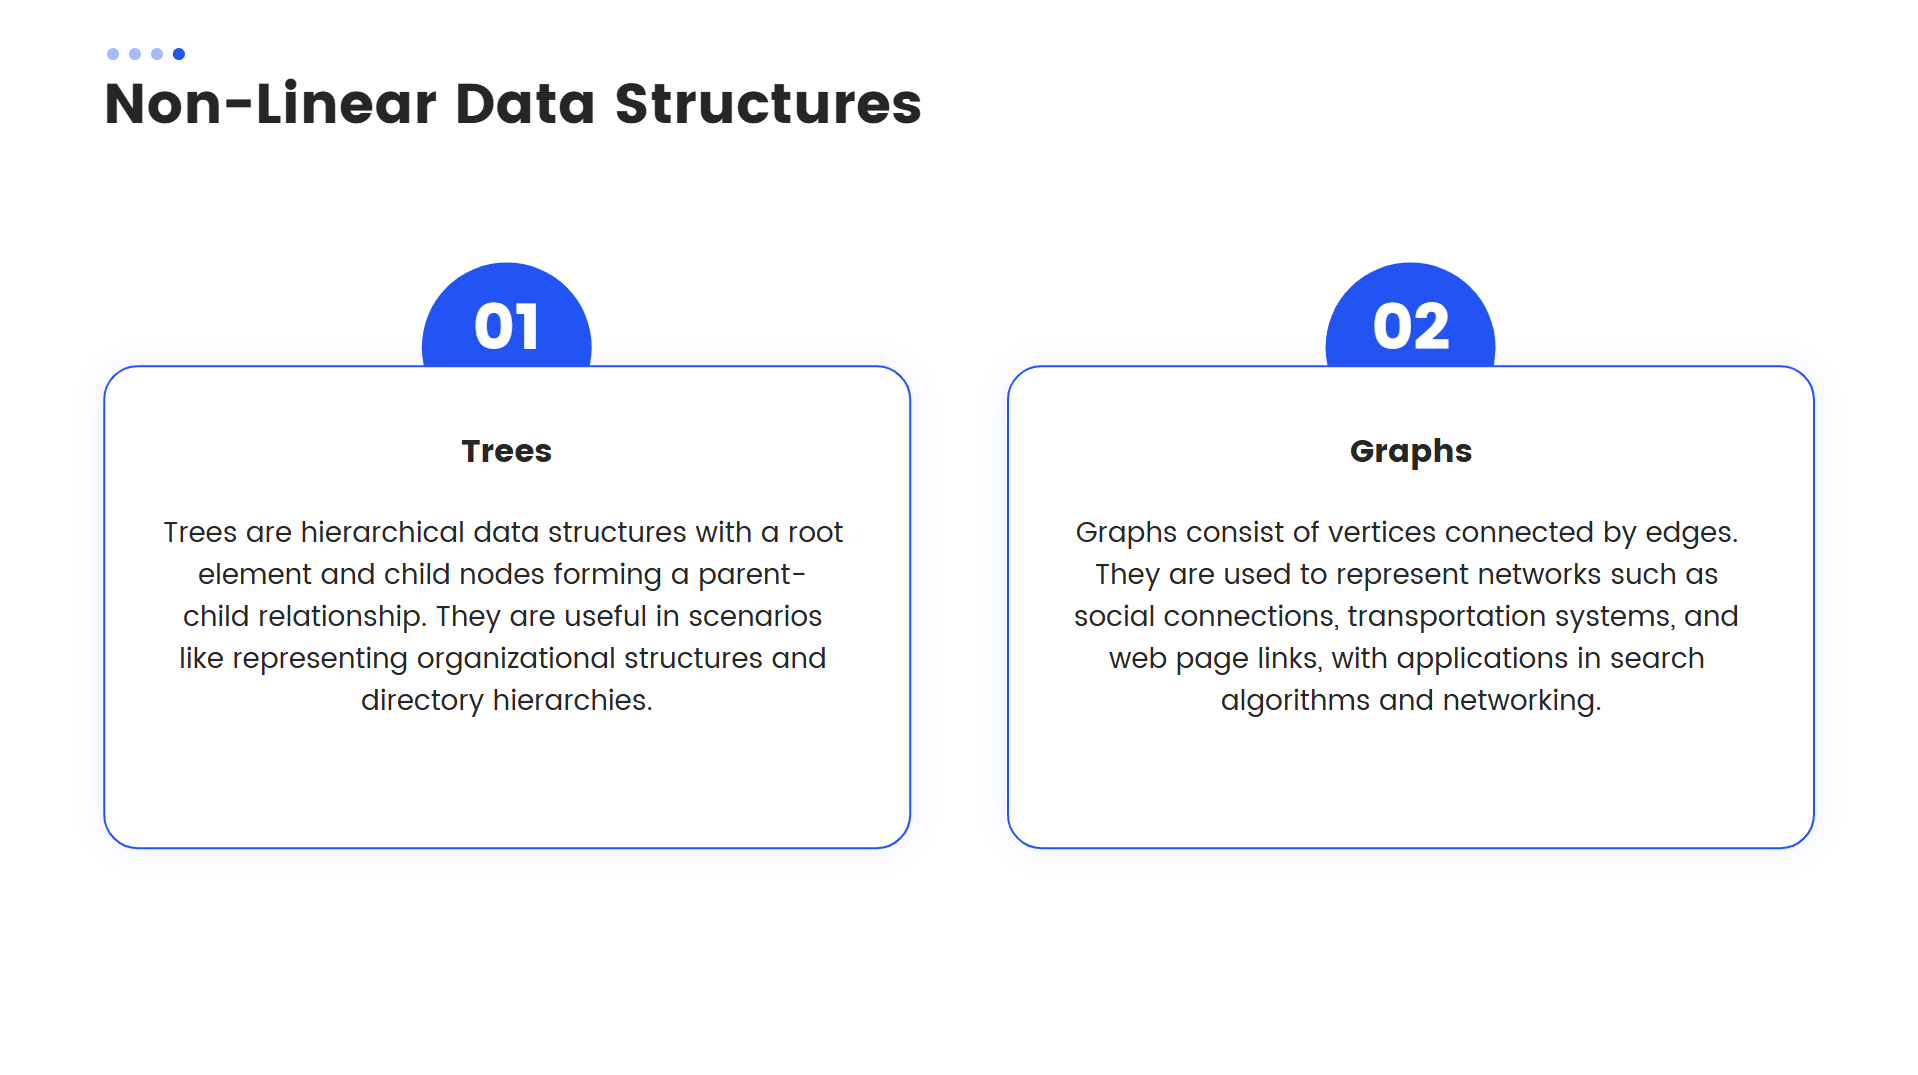 Non-Linear Data Structures
01
Trees
Trees are hierarchical data structures with a root
element and child nodes forming a parent-
child relationship. They are useful in scenarios
like representing organizational structures and
directory hierarchies.
02
Graphs
Graphs consist of vertices connected by edges.
They are used to represent networks such as
social connections, transportation systems, and
web page links, with applications in search
algorithms and networking.